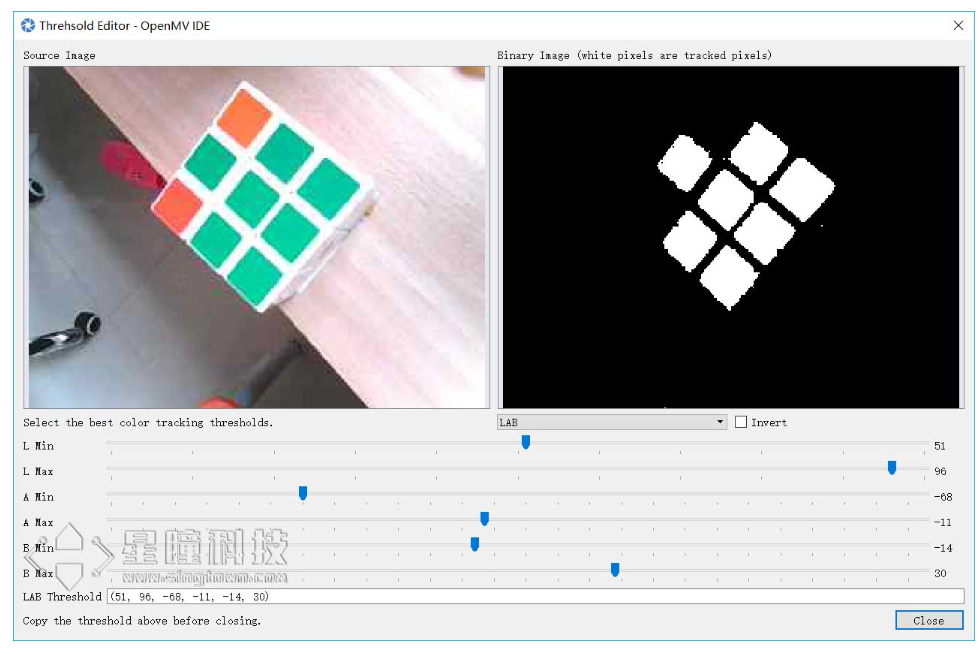 Threhsold Editor - OpenMV IDE
Source Image
Binary Image (white pixels are tracked pixels)
Select the best color tracking thresholds.
LAB
Invert
L Min 51
L Max 96
A Min -68
A Max -11
B Min -14
B Max 30
星瞳科技
www.singtown.com
LAB Threshold (51, 96, -68, -11, -14, 30)
Copy the threshold above before closing.
Close